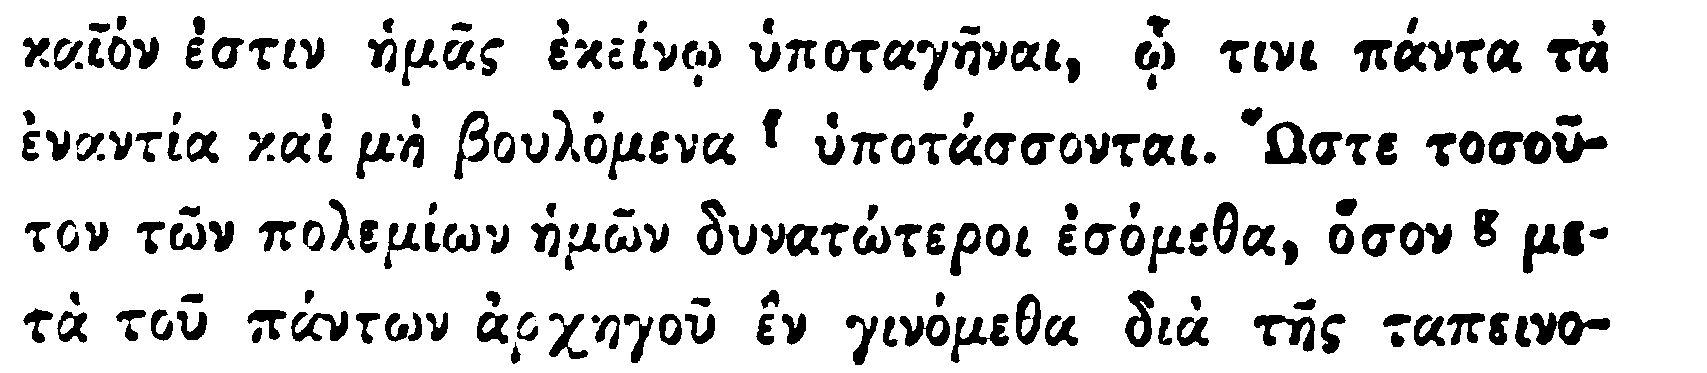 καῖόν ἐστιν ἡμᾶς ἐκείνῳ ὑποταγῆναι, ᾧ τινι πάντα τὰ
ἐναντία καὶ μὴ βουλόμενα f ὑποτάσσονται. Ὥστε τοσοῦ-
τον τῶν πολεμίων ἡμῶν δυνατώτεροι ἐσόμεθα, ὅσον g με-
τὰ τοῦ πάντων ἀρχηγοῦ ἓν γινόμεθα διὰ τῆς ταπεινο-